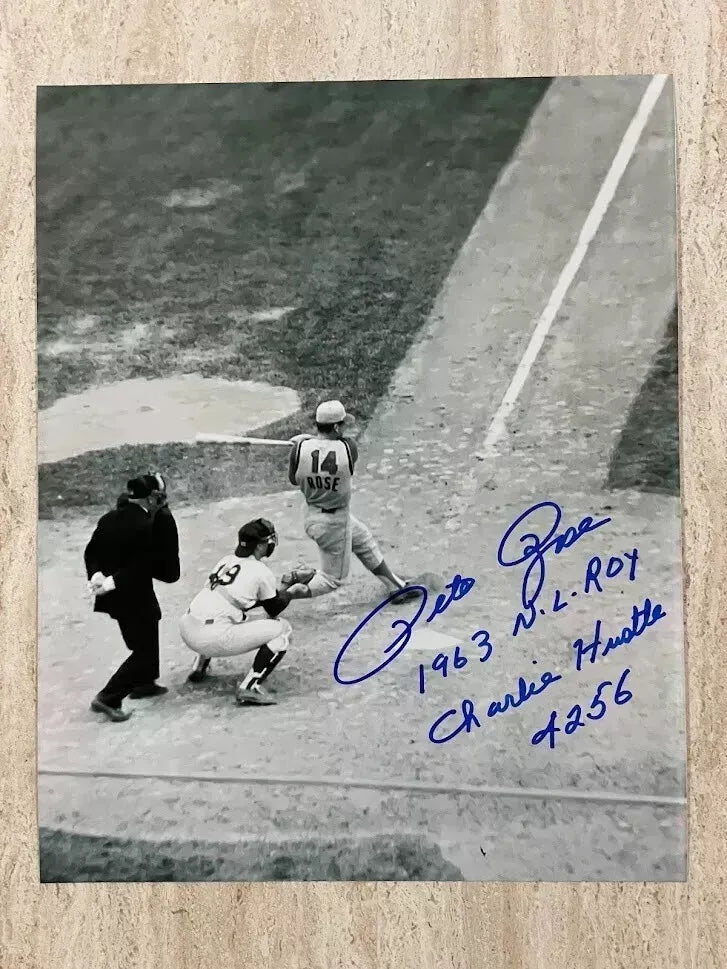 14
ROSE
Pete Rose
1963 N.L. ROY
Charlie Hustle
4256